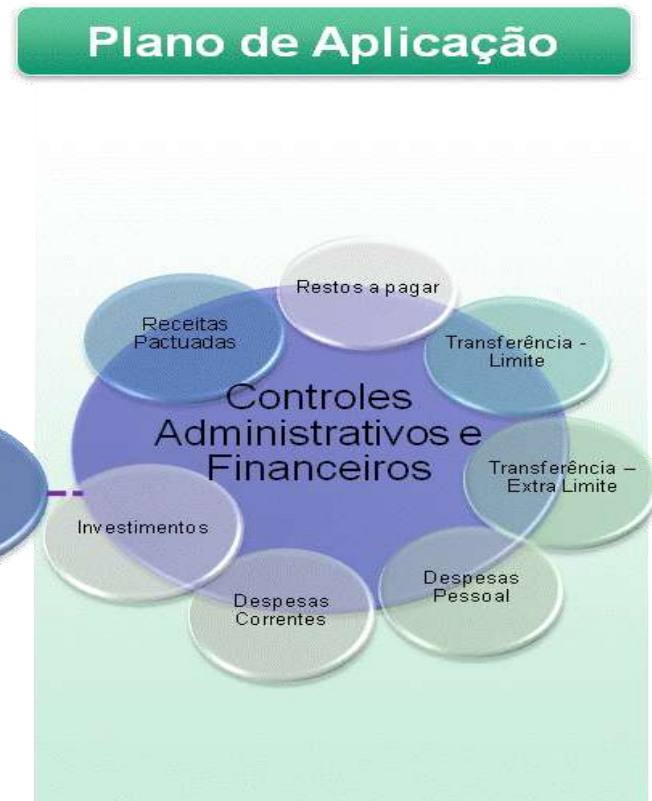 Plano de Aplicação
Restos a pagar
Receitas
Pactuadas
Transferência -
Limite
Controles
Administrativos e
Financeiros
Transferência –
Extra Limite
Investimentos
Despesas
Pessoal
Despesas
Correntes